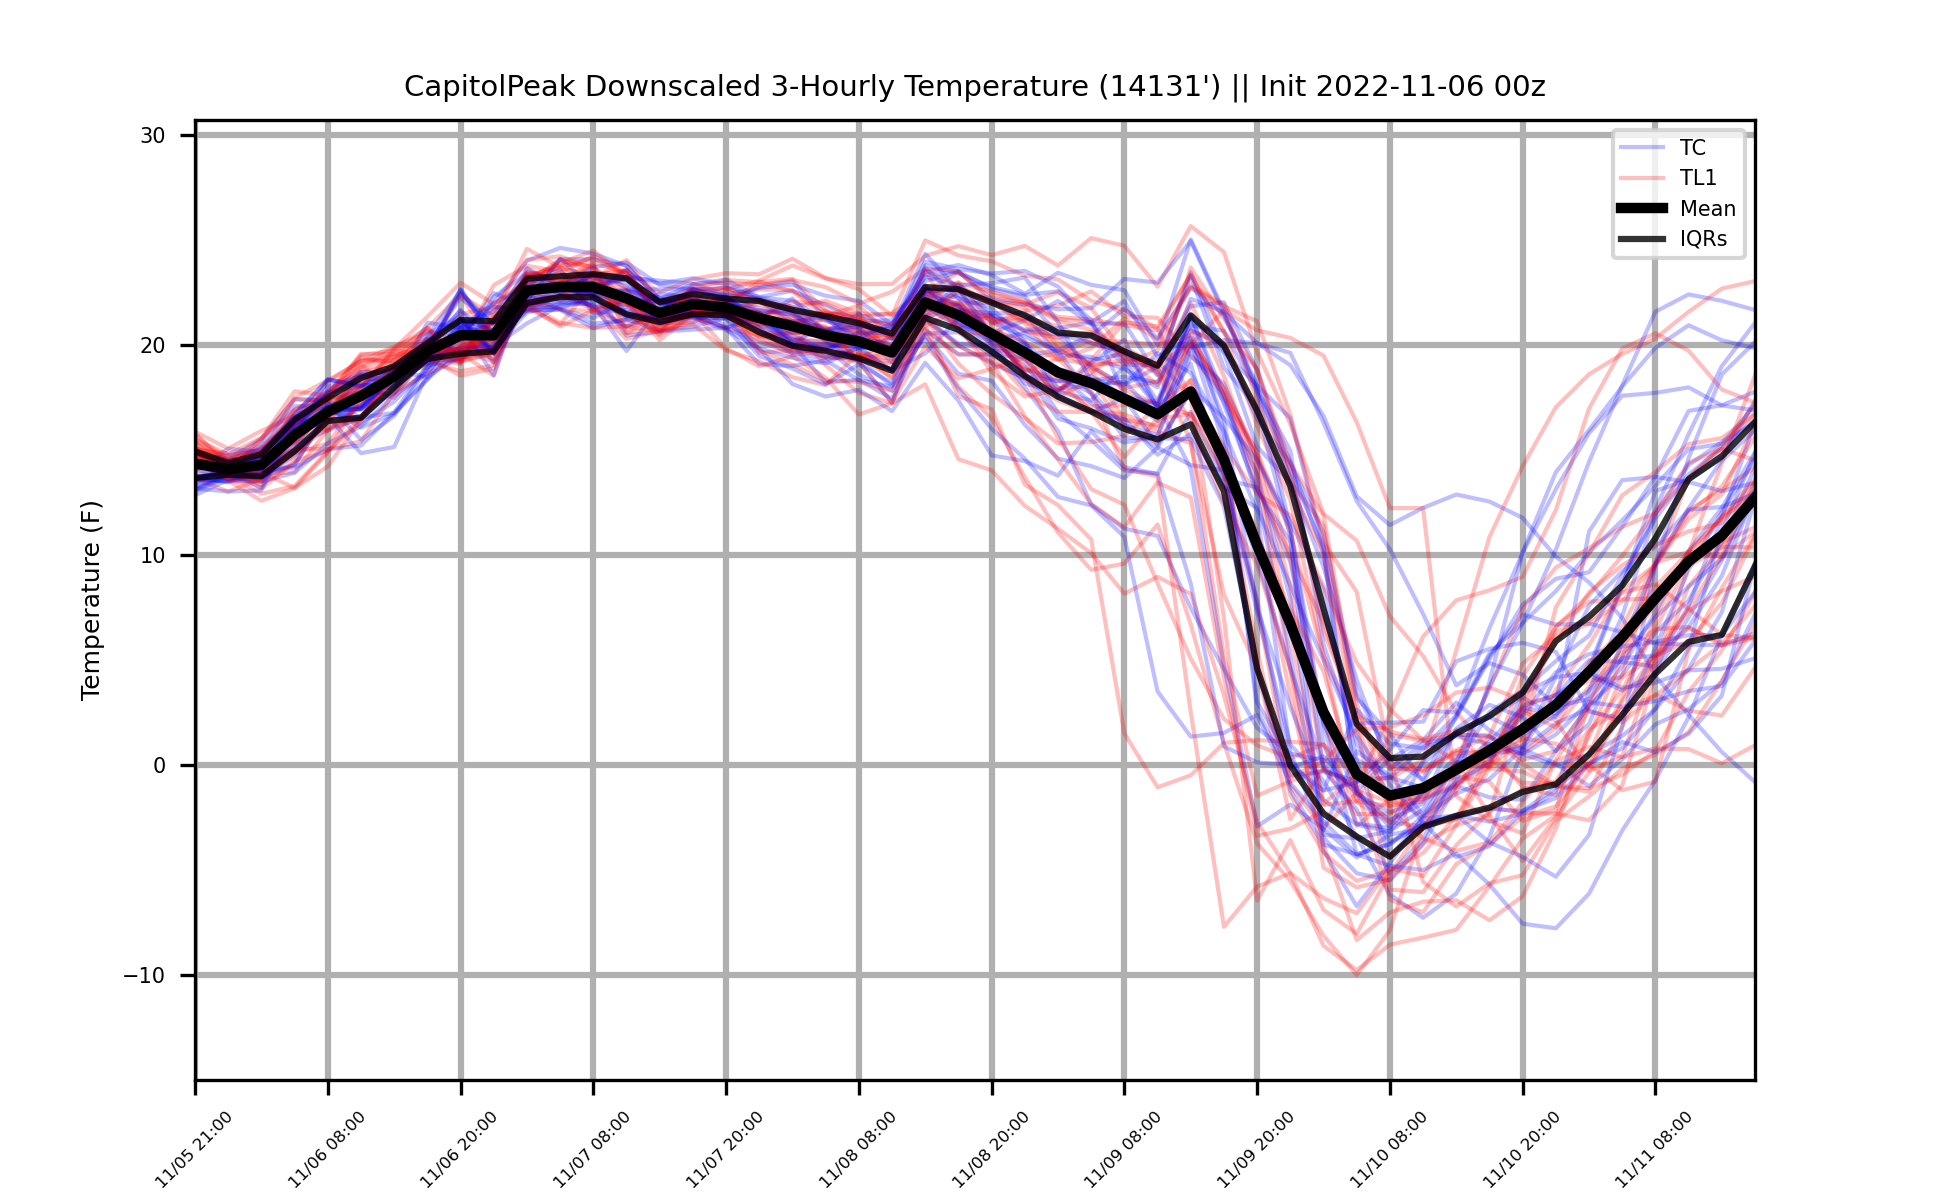 CapitolPeak Downscaled 3-Hourly Temperature (14131') || Init 2022-11-06 00z
TC
TL1
Mean
IQRs
Temperature (F)
30
20
10
0
−10
11/05 21:00
11/06 08:00
11/06 20:00
11/07 08:00
11/07 20:00
11/08 08:00
11/08 20:00
11/09 08:00
11/09 20:00
11/10 08:00
11/10 20:00
11/11 08:00